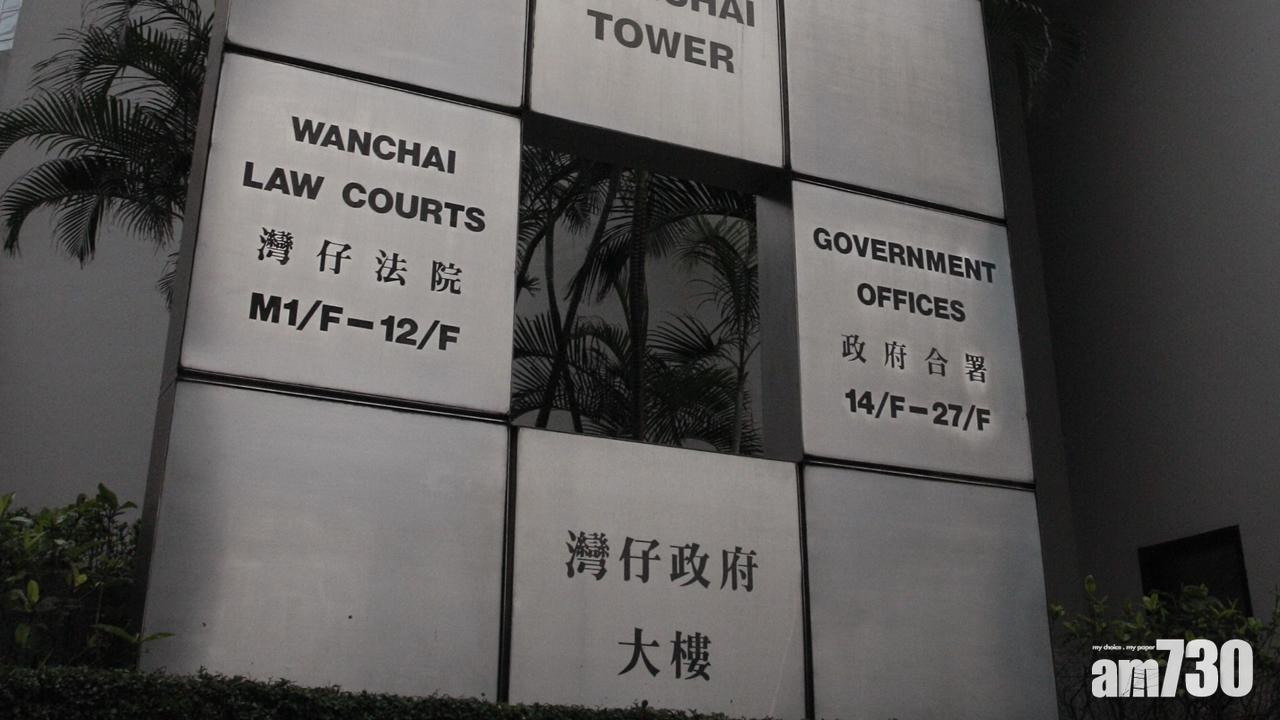 TOWER
WANCHAI
LAW COURTS
灣仔法院
M1/F-12/F
GOVERNMENT
OFFICES
政府合署
14/F-27/F
灣仔政府
大樓
my choice . my paper
am730